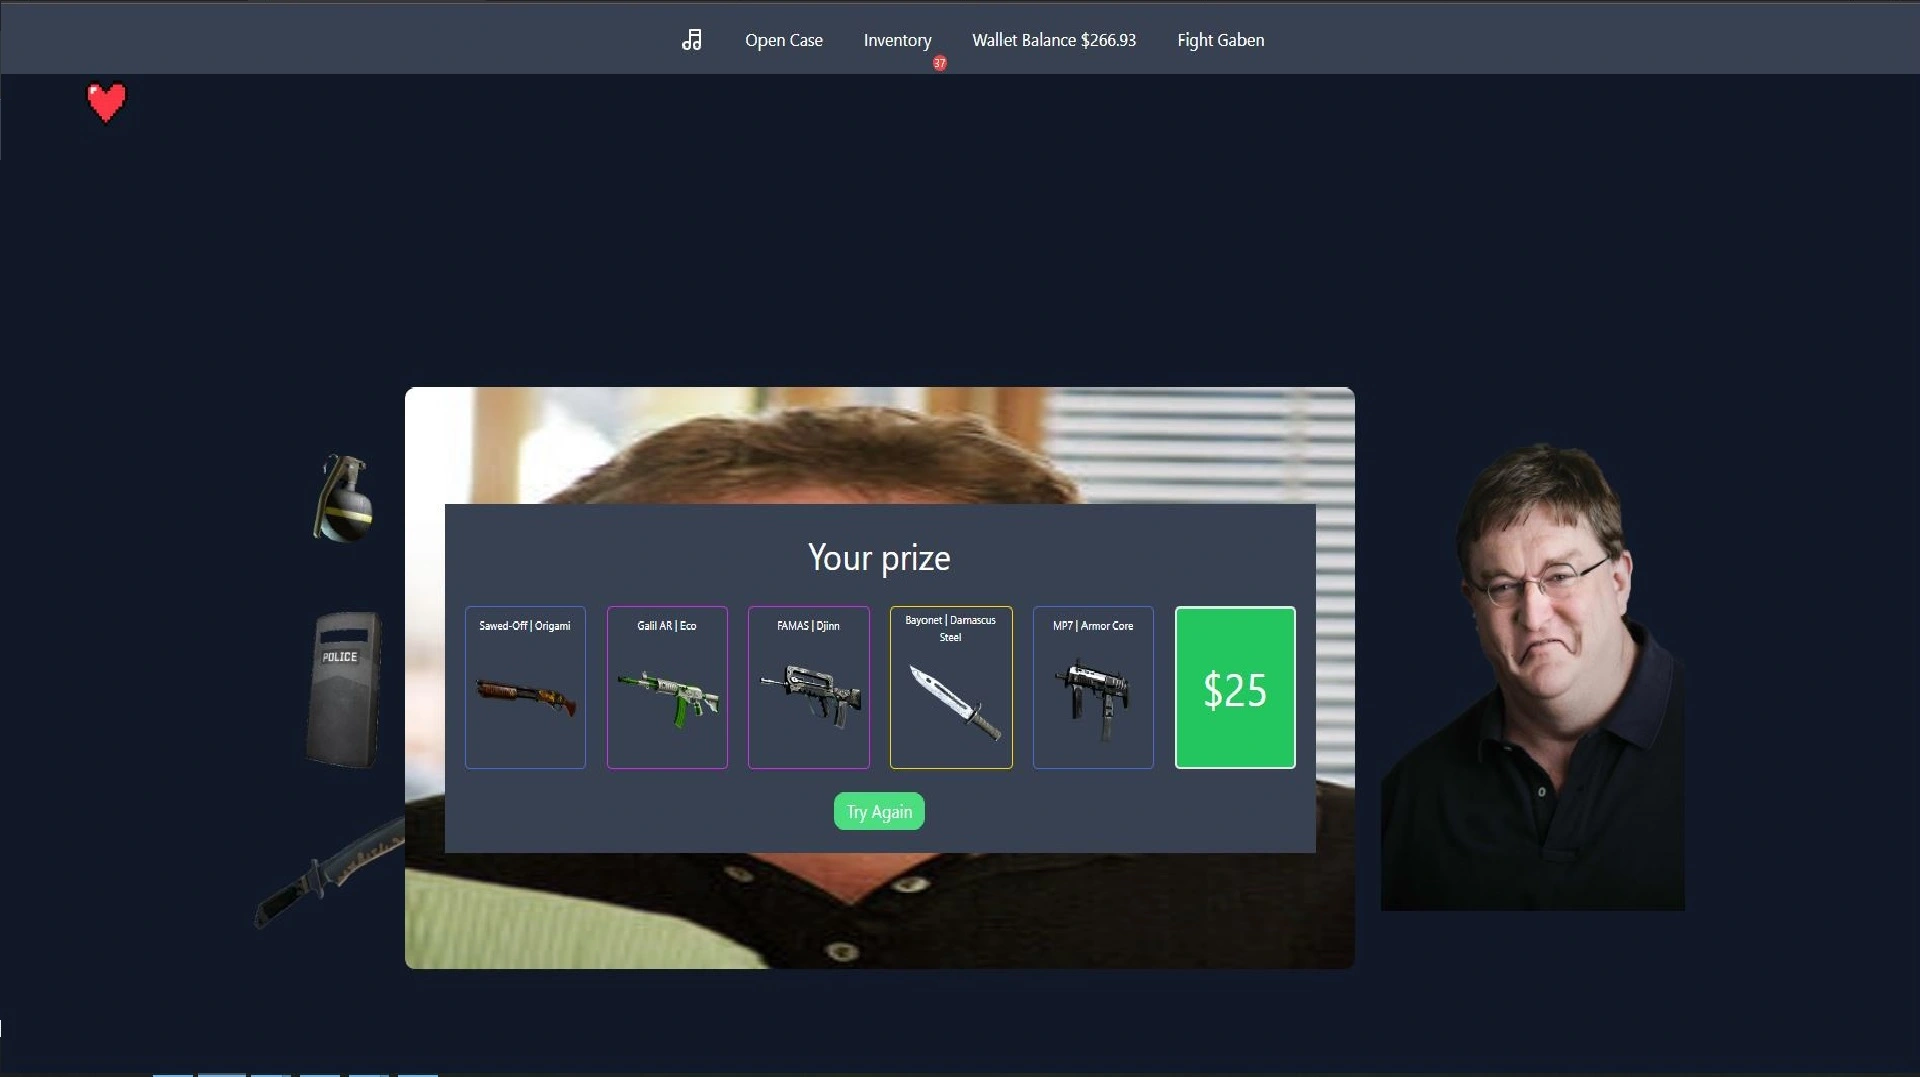 Open Case
Inventory
37
Wallet Balance $266.93
Fight Gaben
Your prize
Sawed-Off | Origami
Galil AR | Eco
FAMAS | Djinn
Bayonet | Damascus
Steel
MP7 | Armor Core
$25
POLICE
Try Again